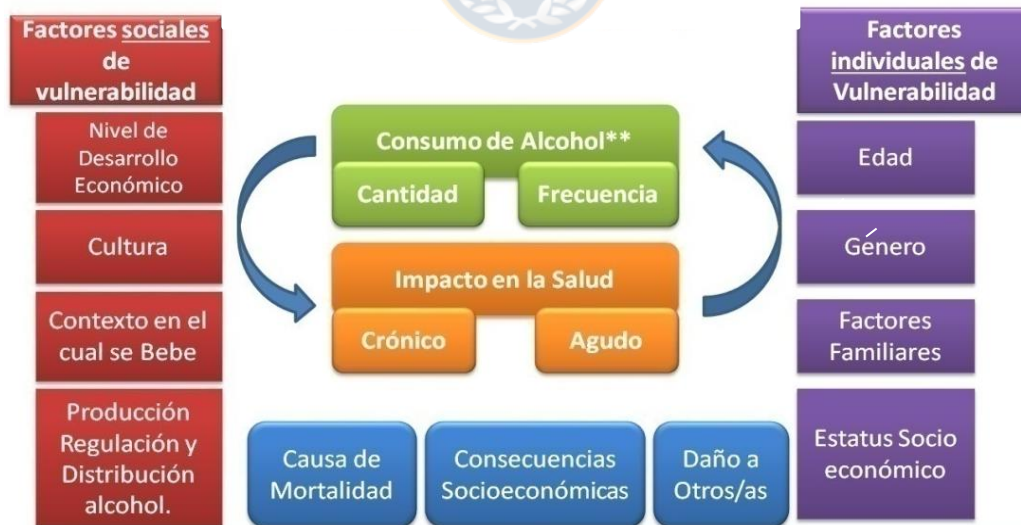 Factores sociales
de
vulnerabilidad
Nivel de
Desarrollo
Económico
Cultura
Contexto en el
cual se Bebe
Producción
Regulación y
Distribución
alcohol.
Consumo de Alcohol**
Cantidad
Frecuencia
Impacto en la Salud
Crónico
Agudo
Causa de
Mortalidad
Consecuencias
Socioeconómicas
Daño a
Otros/as
Factores
individuales de
Vulnerabilidad
Edad
Género
Factores
Familiares
Estatus Socio
económico